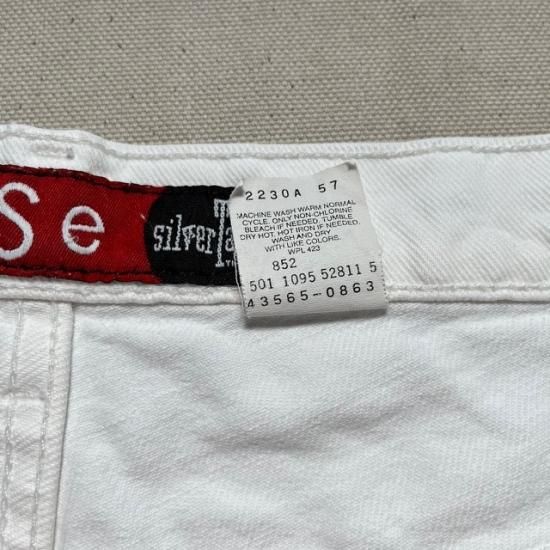 Se
silverTa
2230A 57
MACHINE WASH WARM NORMAL
CYCLE. ONLY NON-CHLORINE
BLEACH IF NEEDED. TUMBLE
DRY HOT. HOT IRON IF NEEDED.
WASH AND DRY
WITH LIKE COLORS.
WPL 423
852
501 1095 52811 5
43565-0863